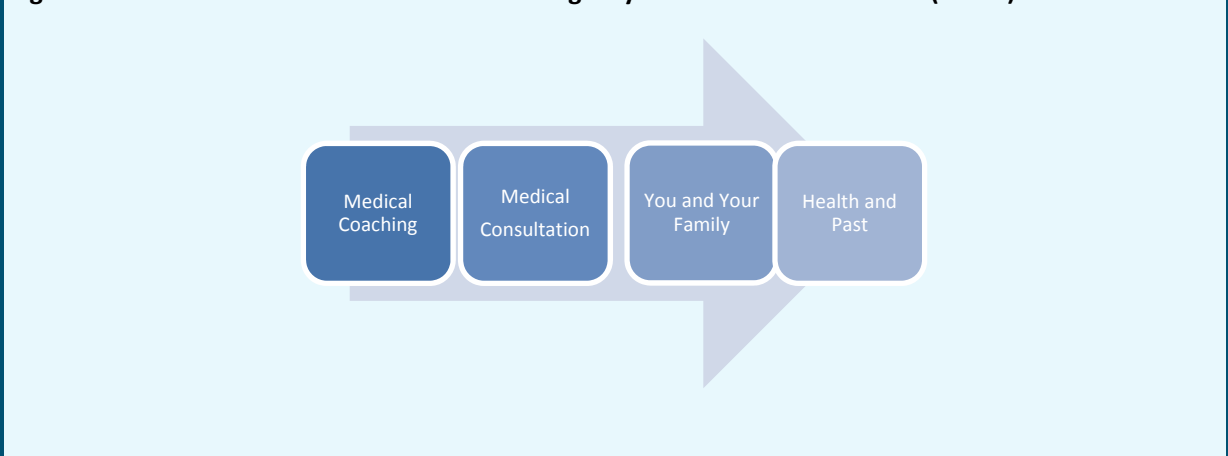 Medical
Coaching
Medical
Consultation
You and Your
Family
Health and
Past